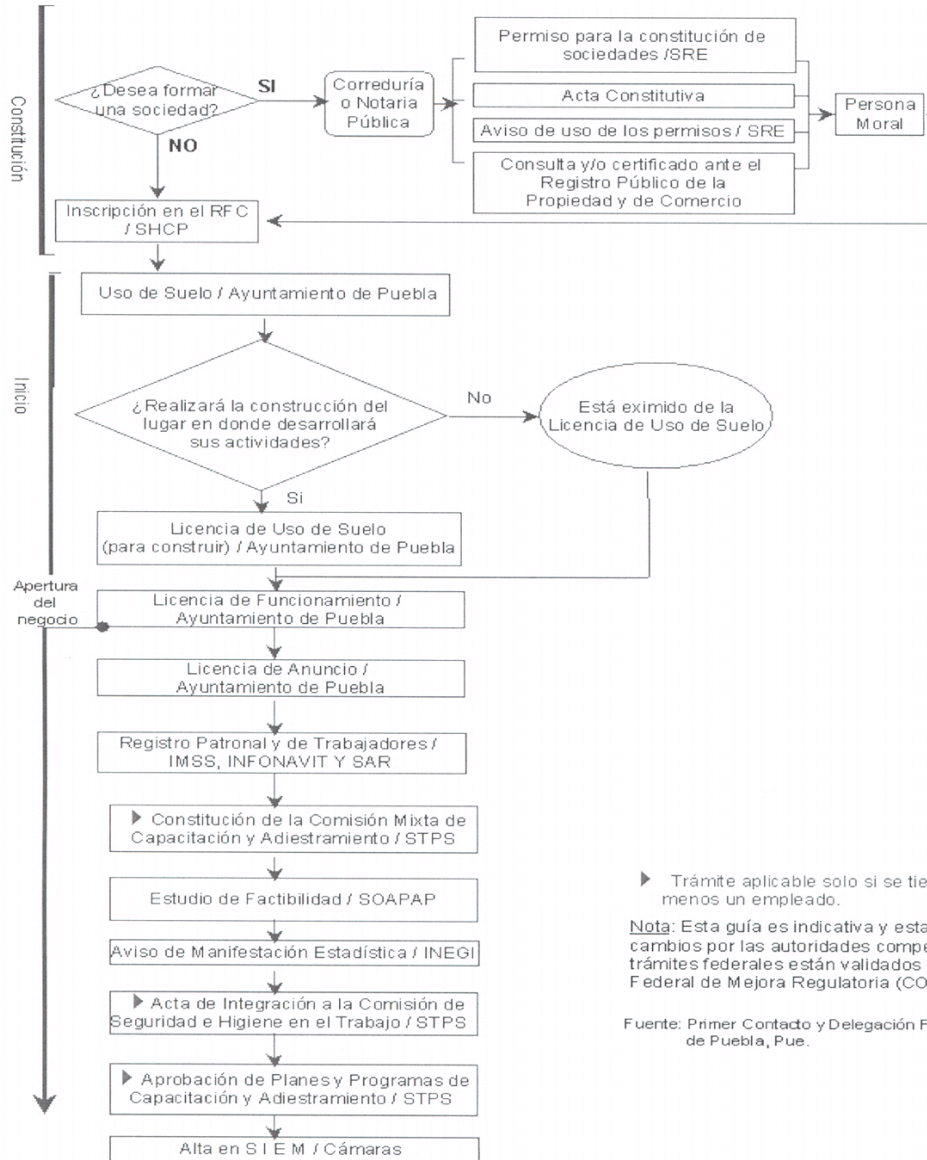 Constitución
¿Desea formar
una sociedad?
SI
NO
Correduría
o Notaria
Pública
Permiso para la constitución de
sociedades /SRE
Acta Constitutiva
Aviso de uso de los permisos / SRE
Consulta y/o certificado ante el
Registro Público de la
Propiedad y de Comercio
Persona
Moral
Inscripción en el RFC
/ SHCP
Inicio
Uso de Suelo / Ayuntamiento de Puebla
¿Realizará la construcción del
lugar en donde desarrollará
sus actividades?
No
Está eximido de la
Licencia de Uso de Suelo
Si
Licencia de Uso de Suelo
(para construir) / Ayuntamiento de Puebla
Apertura
del
negocio
Licencia de Funcionamiento /
Ayuntamiento de Puebla
Licencia de Anuncio /
Ayuntamiento de Puebla
Registro Patronal y de Trabajadores /
IMSS, INFONAVIT Y SAR
Constitución de la Comisión Mixta de
Capacitación y Adiestramiento / STPS
Estudio de Factibilidad / SOAPAP
Aviso de Manifestación Estadística / INEGI
Acta de Integración a la Comisión de
Seguridad e Higiene en el Trabajo / STPS
Aprobación de Planes y Programas de
Capacitación y Adiestramiento / STPS
Alta en S I E M / Cámaras
Trámite aplicable solo si se tie
menos un empleado.
Nota: Esta guía es indicativa y esta
cambios por las autoridades compe
trámites federales están validados
Federal de Mejora Regulatoria (CO
Fuente: Primer Contacto y Delegación F
de Puebla, Pue.